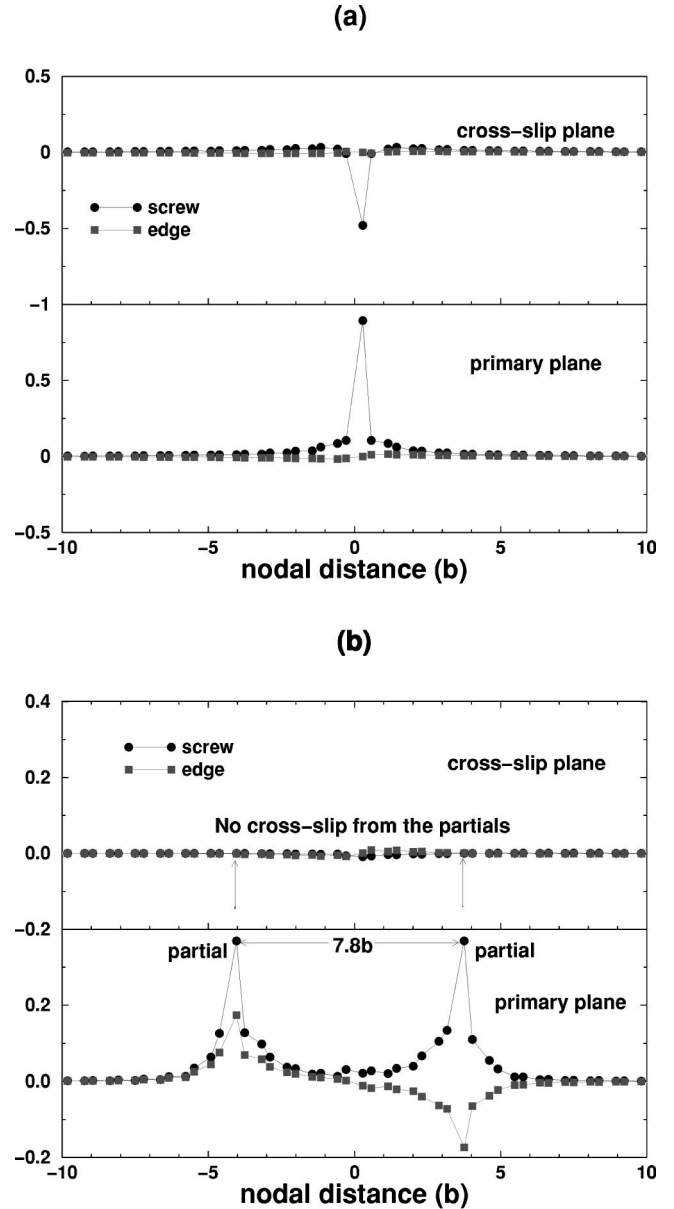 (a)
0.5
cross-slip plane
0
screw
edge
-0.5
-1
0.5
primary plane
0
-0.5
-10 -5 0 5 10
nodal distance (b)
(b)
0.4
screw
edge
cross-slip plane
0.2
No cross-slip from the partials
0.0
-0.2
partial 7.8b partial
0.2
primary plane
0.0
-0.2
-10 -5 0 5 10
nodal distance (b)